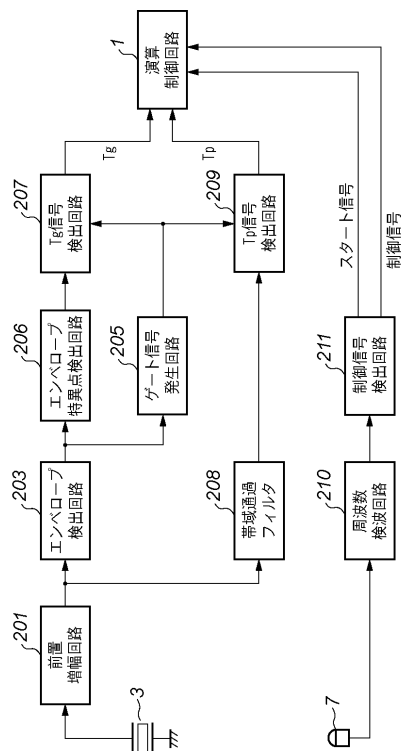 3
201
前置
増幅回路
203
エンベロープ
検出回路
206
エンベロープ
特異点検出回路
207
Tg信号
検出回路
Tg
205
ゲート信号
発生回路
208
帯域通過
フィルタ
209
Tp信号
検出回路
Tp
1
演算
制御回路
7
210
周波数
検波回路
211
制御信号
検出回路
スタート信号
制御信号